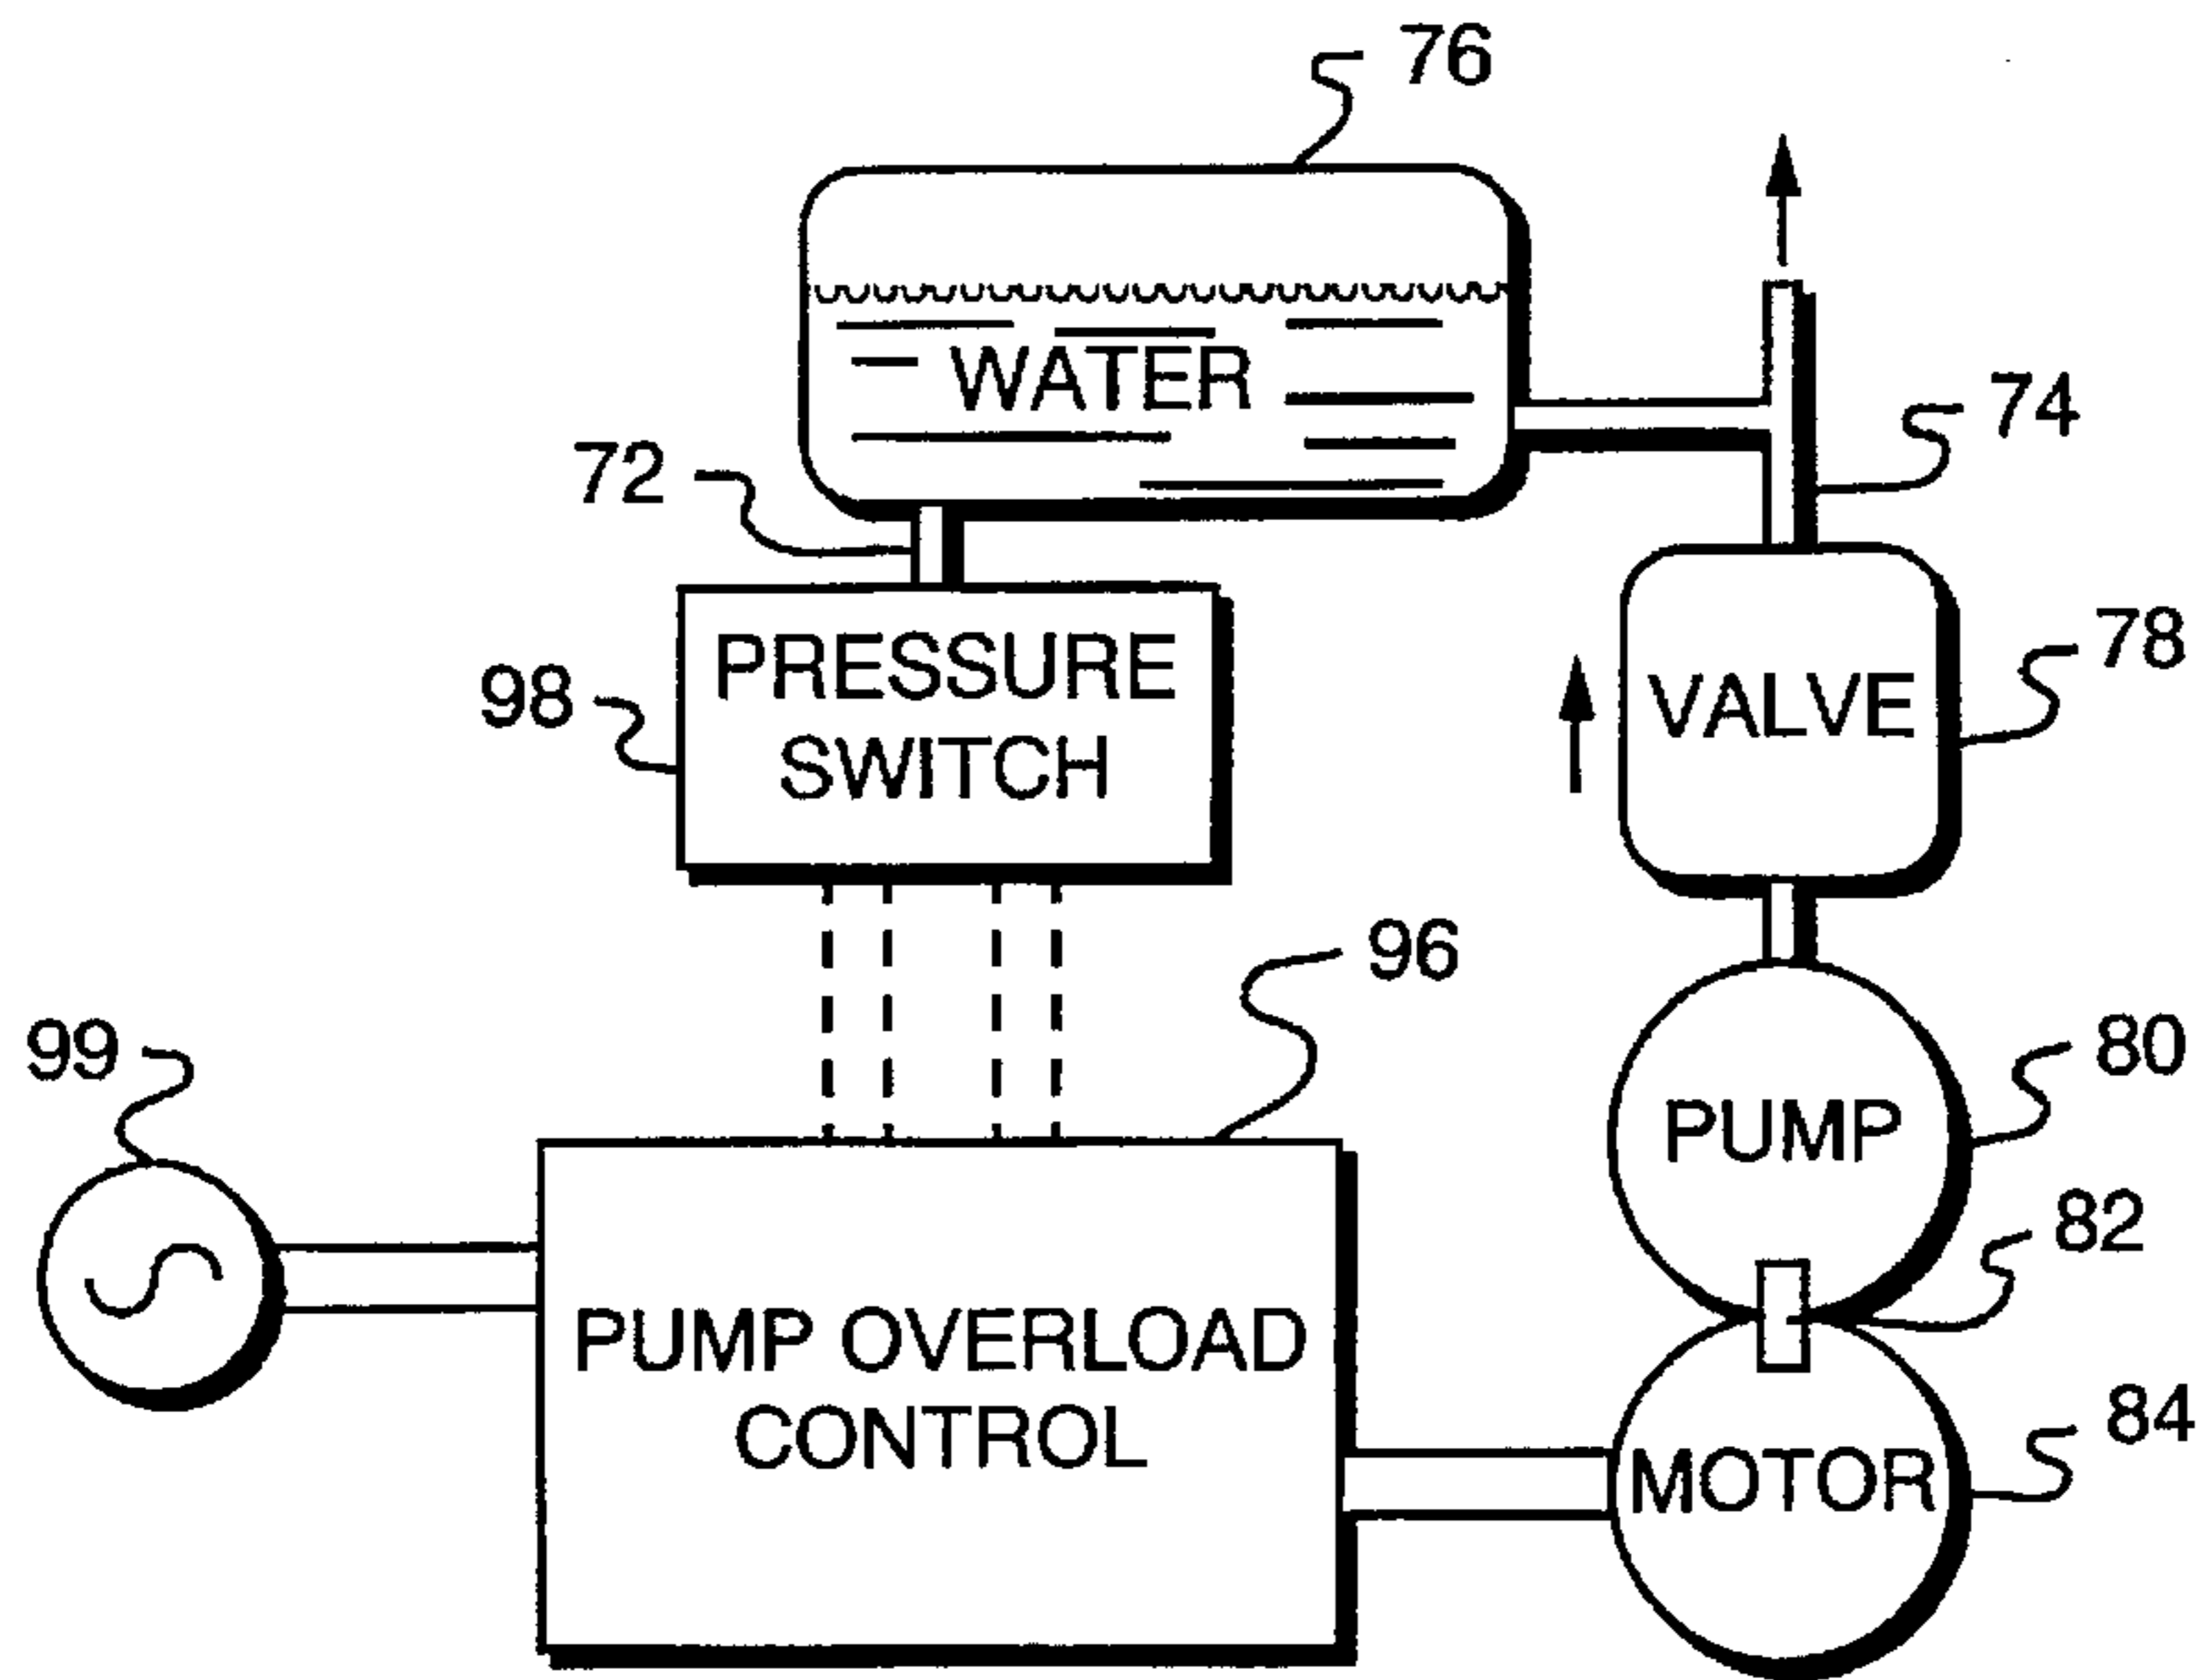 76
WATER
74
72
PRESSURE
SWITCH
98
VALVE
78
96
99
PUMP
80
82
PUMP OVERLOAD
CONTROL
MOTOR
84